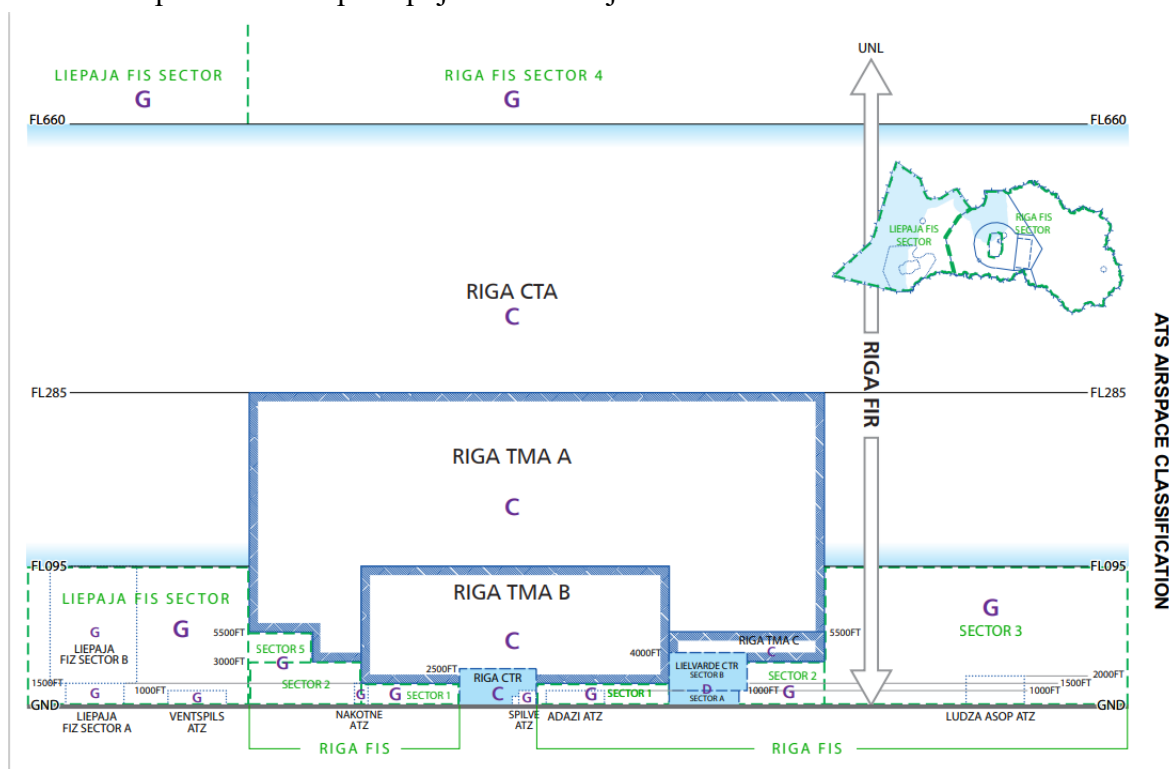 UNL
LIEPAJA FIS SECTOR
G
RIGA FIS SECTOR 4
G
FL660
FL660
LIEPAJA FIS
SECTOR
RIGA FIS
SECTOR
RIGA CTA
C
RIGA FIR
ATS AIRSPACE CLASSIFICATION
FL285
FL285
RIGA TMA A
C
FL095
FL095
LIEPAJA FIS SECTOR
G
G
LIEPAJA
FIZ SECTOR B
RIGA TMA B
C
G
SECTOR 3
5500FT
SECTOR 5
G
3000FT
SECTOR 2
5500FT
RIGA TMA C
C
4000FT
LIELVARDE CTR
SECTOR B
D
SECTOR A
SECTOR 2
1000FT
G
2500FT
RIGA CTR
C
G
1500FT
G
1000FT
G
G
G
SECTOR 1
G
SECTOR 1
2000FT
1500FT
1000FT
GND
GND
LIEPAJA
FIZ SECTOR A
VENTSPILS
ATZ
NAKOTNE
ATZ
SPILVE
ATZ
ADAZI ATZ
LUDZA ASOP ATZ
RIGA FIS
RIGA FIS